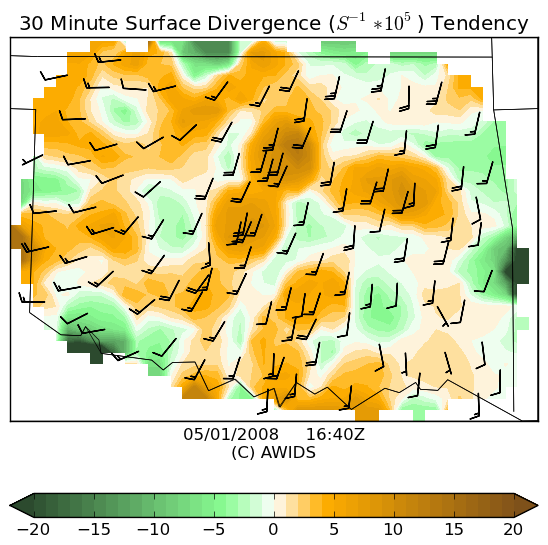 30 Minute Surface Divergence (S⁻¹ *10⁵ ) Tendency
05/01/2008 16:40Z
(C) AWIDS
−20 −15 −10 −5 0 5 10 15 20